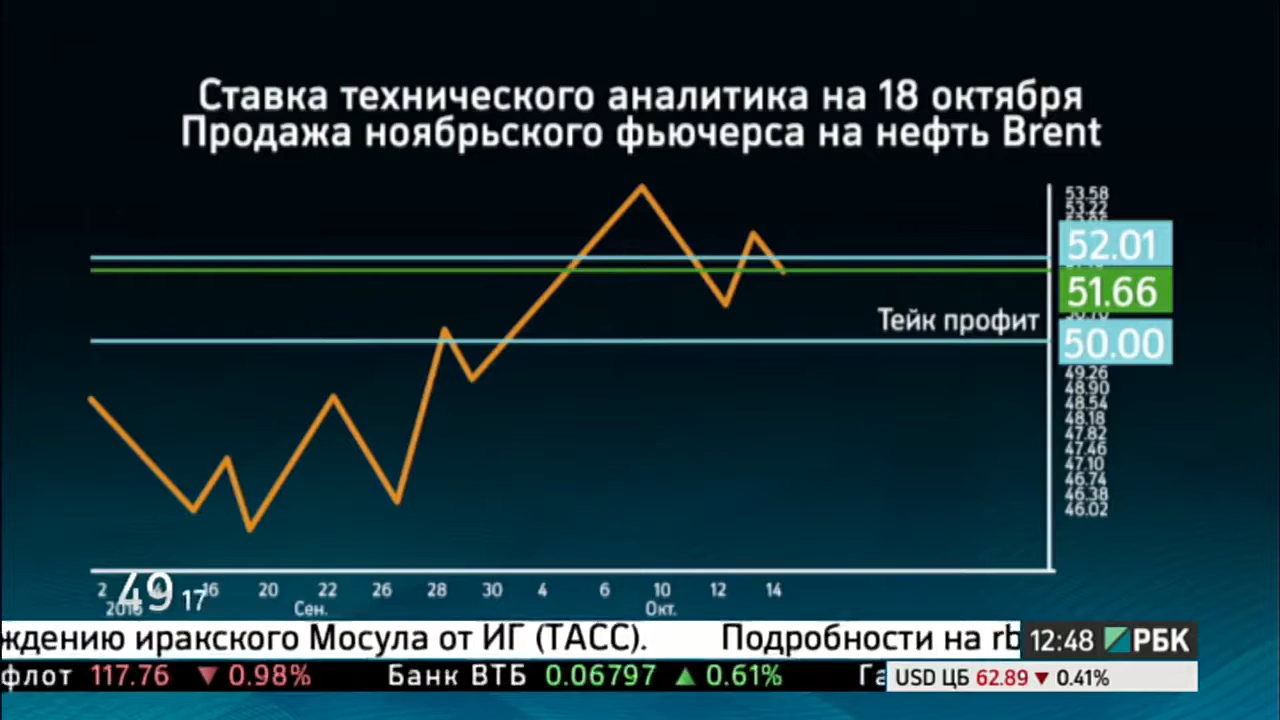 Ставка технического аналитика на 18 октября
Продажа ноябрьского фьючерса на нефть Brent
53.58
53.22
52.01
51.66
Тейк профит
50.00
49.26
48.90
48.54
48.18
47.82
47.46
47.10
46.74
46.38
46.02
2 16 20 22 26 28 30 4 6 10 12 14
49 17
2016 Сен. Окт.
ждению иракского Мосула от ИГ (ТАСС). Подробности на rb
12:48 РБК
флот 117.76 ▼ 0.98% Банк ВТБ 0.06797 ▲ 0.61% Га
USD ЦБ 62.89 ▼ 0.41%